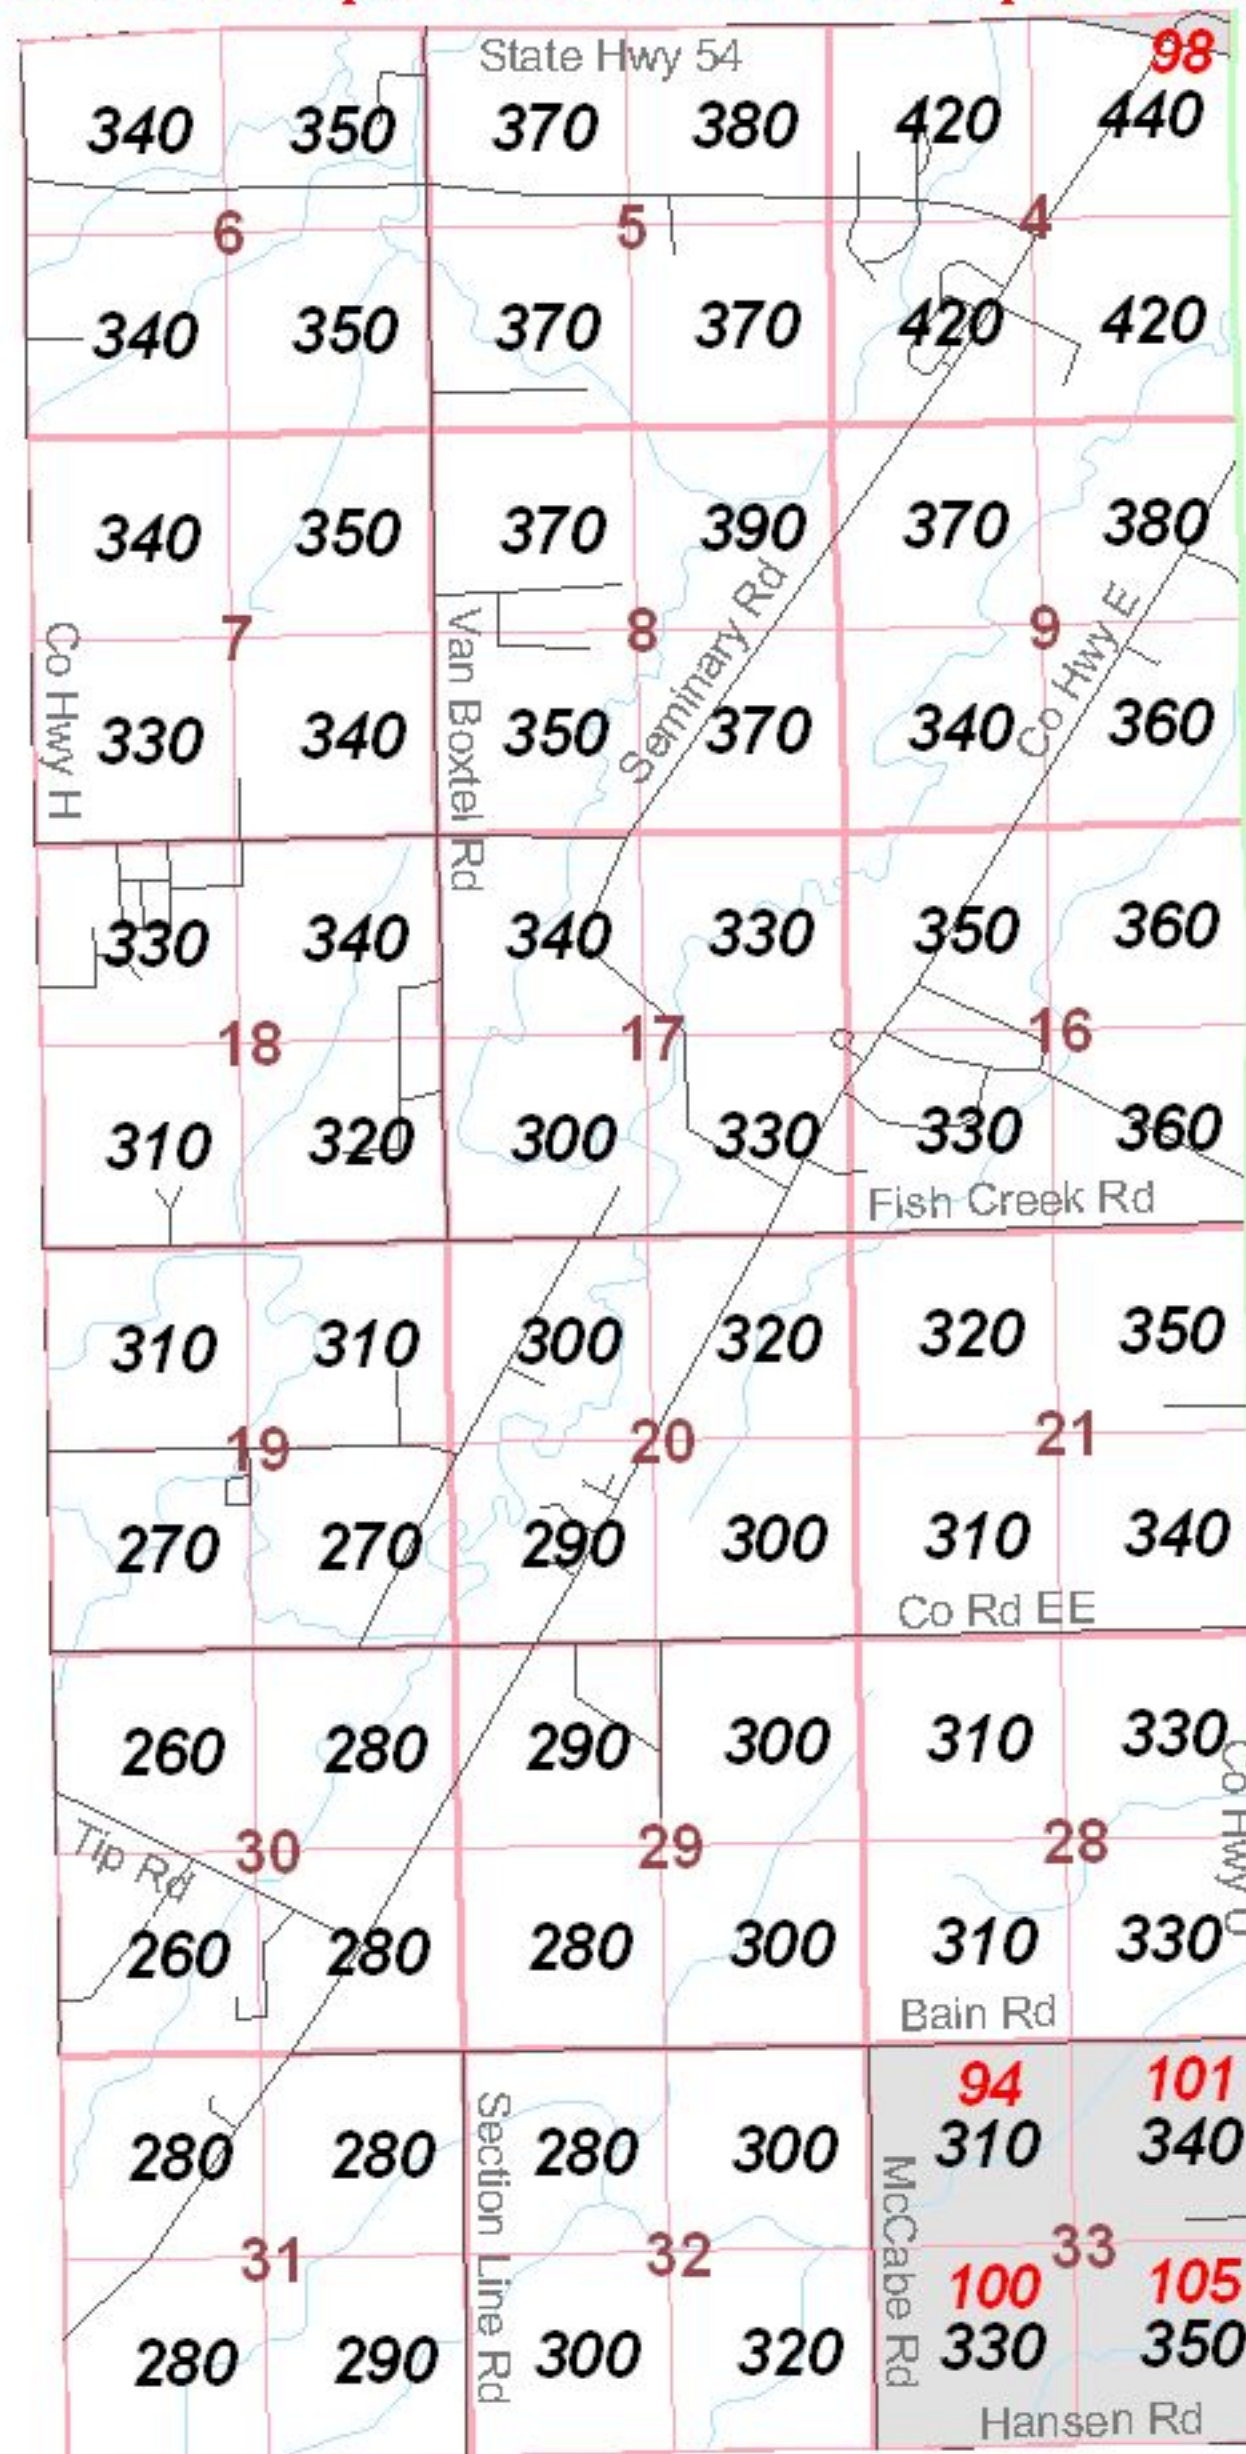 State Hwy 54
98
340 350 370 380 420 440
6 5 4
340 350 370 370 420 420
340 350 370 390 370 380
Co Hwy H
7
Van Boxtel Rd
8
Seminary Rd
9
Co Hwy E
330 340 350 370 340 360
330 340 340 330 350 360
18 17 16
310 320 300 330 330 360
Fish Creek Rd
310 310 300 320 320 350
19 20 21
270 270 290 300 310 340
Co Rd EE
260 280 290 300 310 330
Co Hwy U
Tip Rd
30 29 28
260 280 280 300 310 330
Bain Rd
94 101
280 280 280 300 310 340
Section Line Rd
McCabe Rd
31 32 33
100 105
280 290 300 320 330 350
Hansen Rd